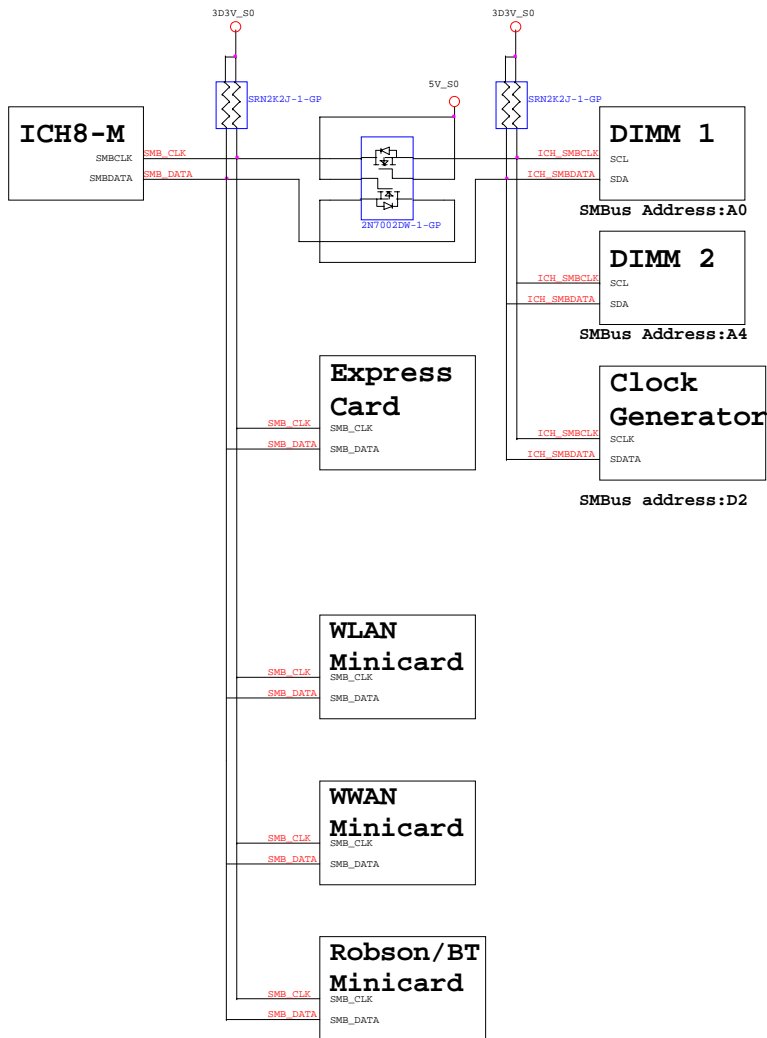 3D3V_S0
3D3V_S0
SRN2K2J-1-GP
5V_S0
SRN2K2J-1-GP
ICH8-M
SMBCLK
SMB_CLK
SMBDATA
SMB_DATA
2N7002DW-1-GP
DIMM 1
ICH_SMBCLK
SCL
ICH_SMBDATA
SDA
SMBus Address:A0
DIMM 2
ICH_SMBCLK
SCL
ICH_SMBDATA
SDA
SMBus Address:A4
Express
Card
SMB_CLK
SMB_CLK
SMB_DATA
SMB_DATA
Clock
Generator
ICH_SMBCLK
SCLK
ICH_SMBDATA
SDATA
SMBus address:D2
WLAN
Minicard
SMB_CLK
SMB_CLK
SMB_DATA
SMB_DATA
WWAN
Minicard
SMB_CLK
SMB_CLK
SMB_DATA
SMB_DATA
Robson/BT
Minicard
SMB_CLK
SMB_CLK
SMB_DATA
SMB_DATA